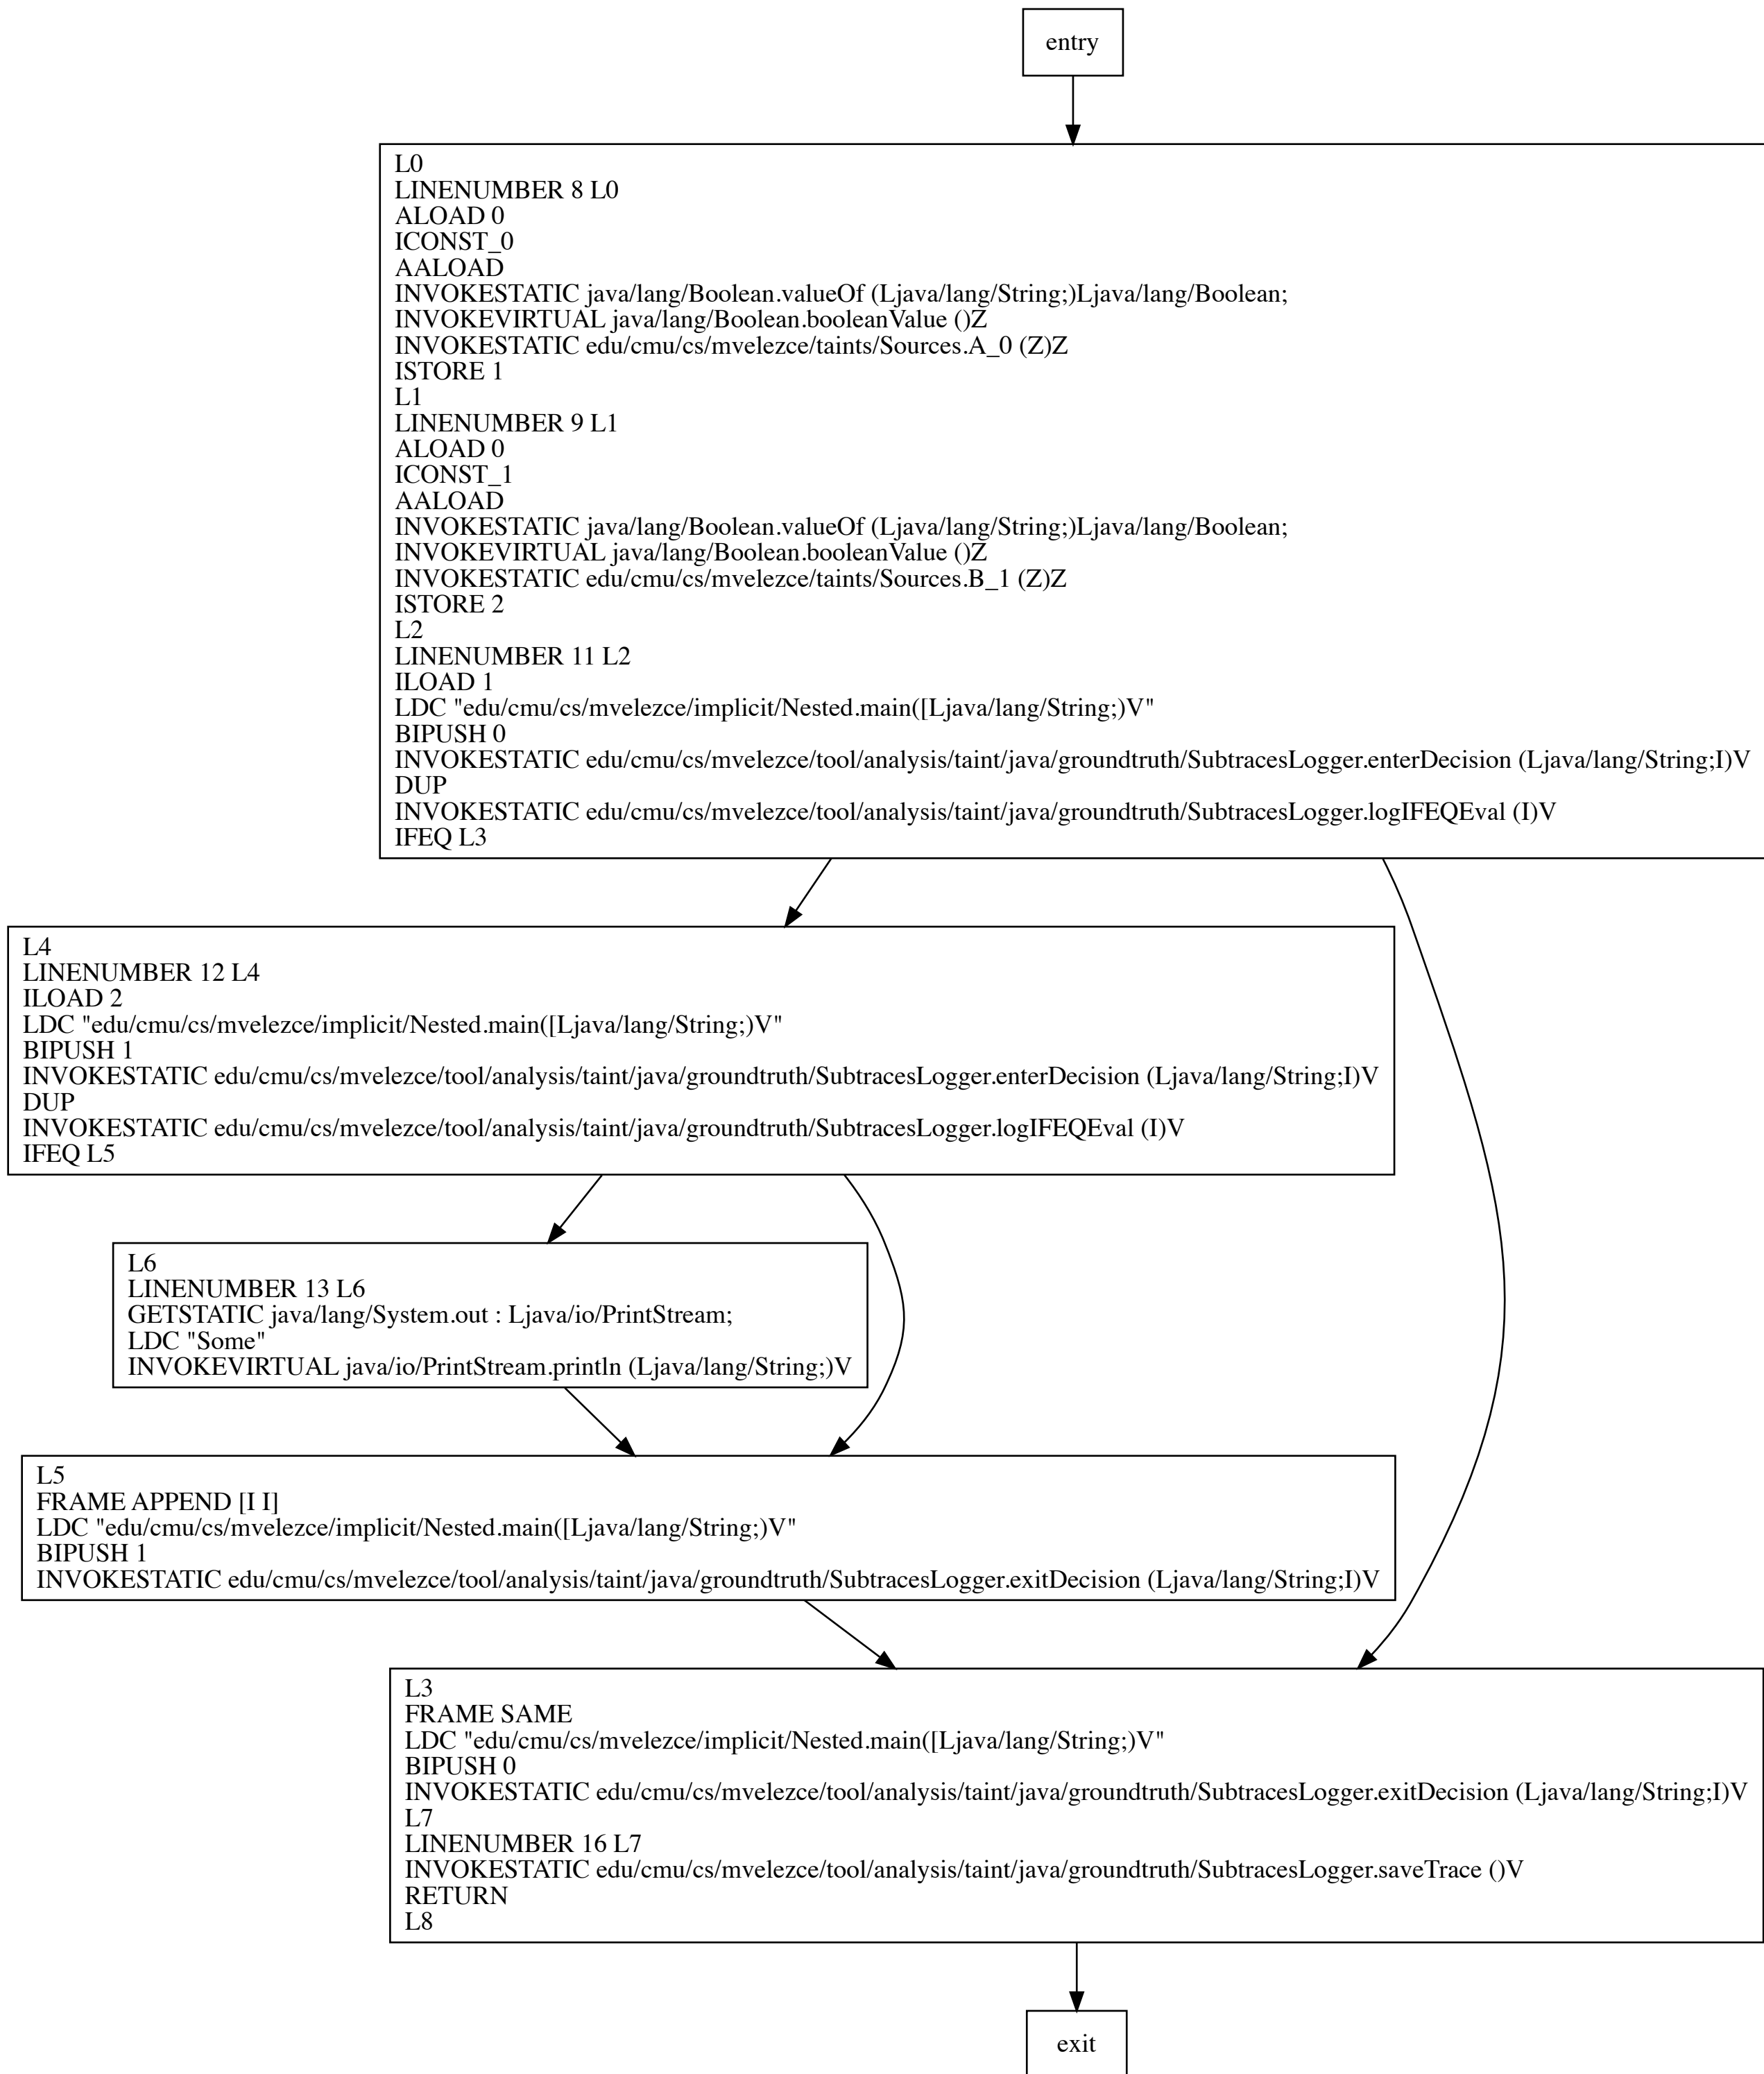 entry
L0
LINENUMBER 8 L0
ALOAD 0
ICONST_0
AALOAD
INVOKESTATIC java/lang/Boolean.valueOf (Ljava/lang/String;)Ljava/lang/Boolean;
INVOKEVIRTUAL java/lang/Boolean.booleanValue ()Z
INVOKESTATIC edu/cmu/cs/mvelezce/taints/Sources.A_0 (Z)Z
ISTORE 1
L1
LINENUMBER 9 L1
ALOAD 0
ICONST_1
AALOAD
INVOKESTATIC java/lang/Boolean.valueOf (Ljava/lang/String;)Ljava/lang/Boolean;
INVOKEVIRTUAL java/lang/Boolean.booleanValue ()Z
INVOKESTATIC edu/cmu/cs/mvelezce/taints/Sources.B_1 (Z)Z
ISTORE 2
L2
LINENUMBER 11 L2
ILOAD 1
LDC "edu/cmu/cs/mvelezce/implicit/Nested.main([Ljava/lang/String;)V"
BIPUSH 0
INVOKESTATIC edu/cmu/cs/mvelezce/tool/analysis/taint/java/groundtruth/SubtracesLogger.enterDecision (Ljava/lang/String;I)V
DUP
INVOKESTATIC edu/cmu/cs/mvelezce/tool/analysis/taint/java/groundtruth/SubtracesLogger.logIFEQEval (I)V
IFEQ L3
L4
LINENUMBER 12 L4
ILOAD 2
LDC "edu/cmu/cs/mvelezce/implicit/Nested.main([Ljava/lang/String;)V"
BIPUSH 1
INVOKESTATIC edu/cmu/cs/mvelezce/tool/analysis/taint/java/groundtruth/SubtracesLogger.enterDecision (Ljava/lang/String;I)V
DUP
INVOKESTATIC edu/cmu/cs/mvelezce/tool/analysis/taint/java/groundtruth/SubtracesLogger.logIFEQEval (I)V
IFEQ L5
L6
LINENUMBER 13 L6
GETSTATIC java/lang/System.out : Ljava/io/PrintStream;
LDC "Some"
INVOKEVIRTUAL java/io/PrintStream.println (Ljava/lang/String;)V
L5
FRAME APPEND [I I]
LDC "edu/cmu/cs/mvelezce/implicit/Nested.main([Ljava/lang/String;)V"
BIPUSH 1
INVOKESTATIC edu/cmu/cs/mvelezce/tool/analysis/taint/java/groundtruth/SubtracesLogger.exitDecision (Ljava/lang/String;I)V
L3
FRAME SAME
LDC "edu/cmu/cs/mvelezce/implicit/Nested.main([Ljava/lang/String;)V"
BIPUSH 0
INVOKESTATIC edu/cmu/cs/mvelezce/tool/analysis/taint/java/groundtruth/SubtracesLogger.exitDecision (Ljava/lang/String;I)V
L7
LINENUMBER 16 L7
INVOKESTATIC edu/cmu/cs/mvelezce/tool/analysis/taint/java/groundtruth/SubtracesLogger.saveTrace ()V
RETURN
L8
exit